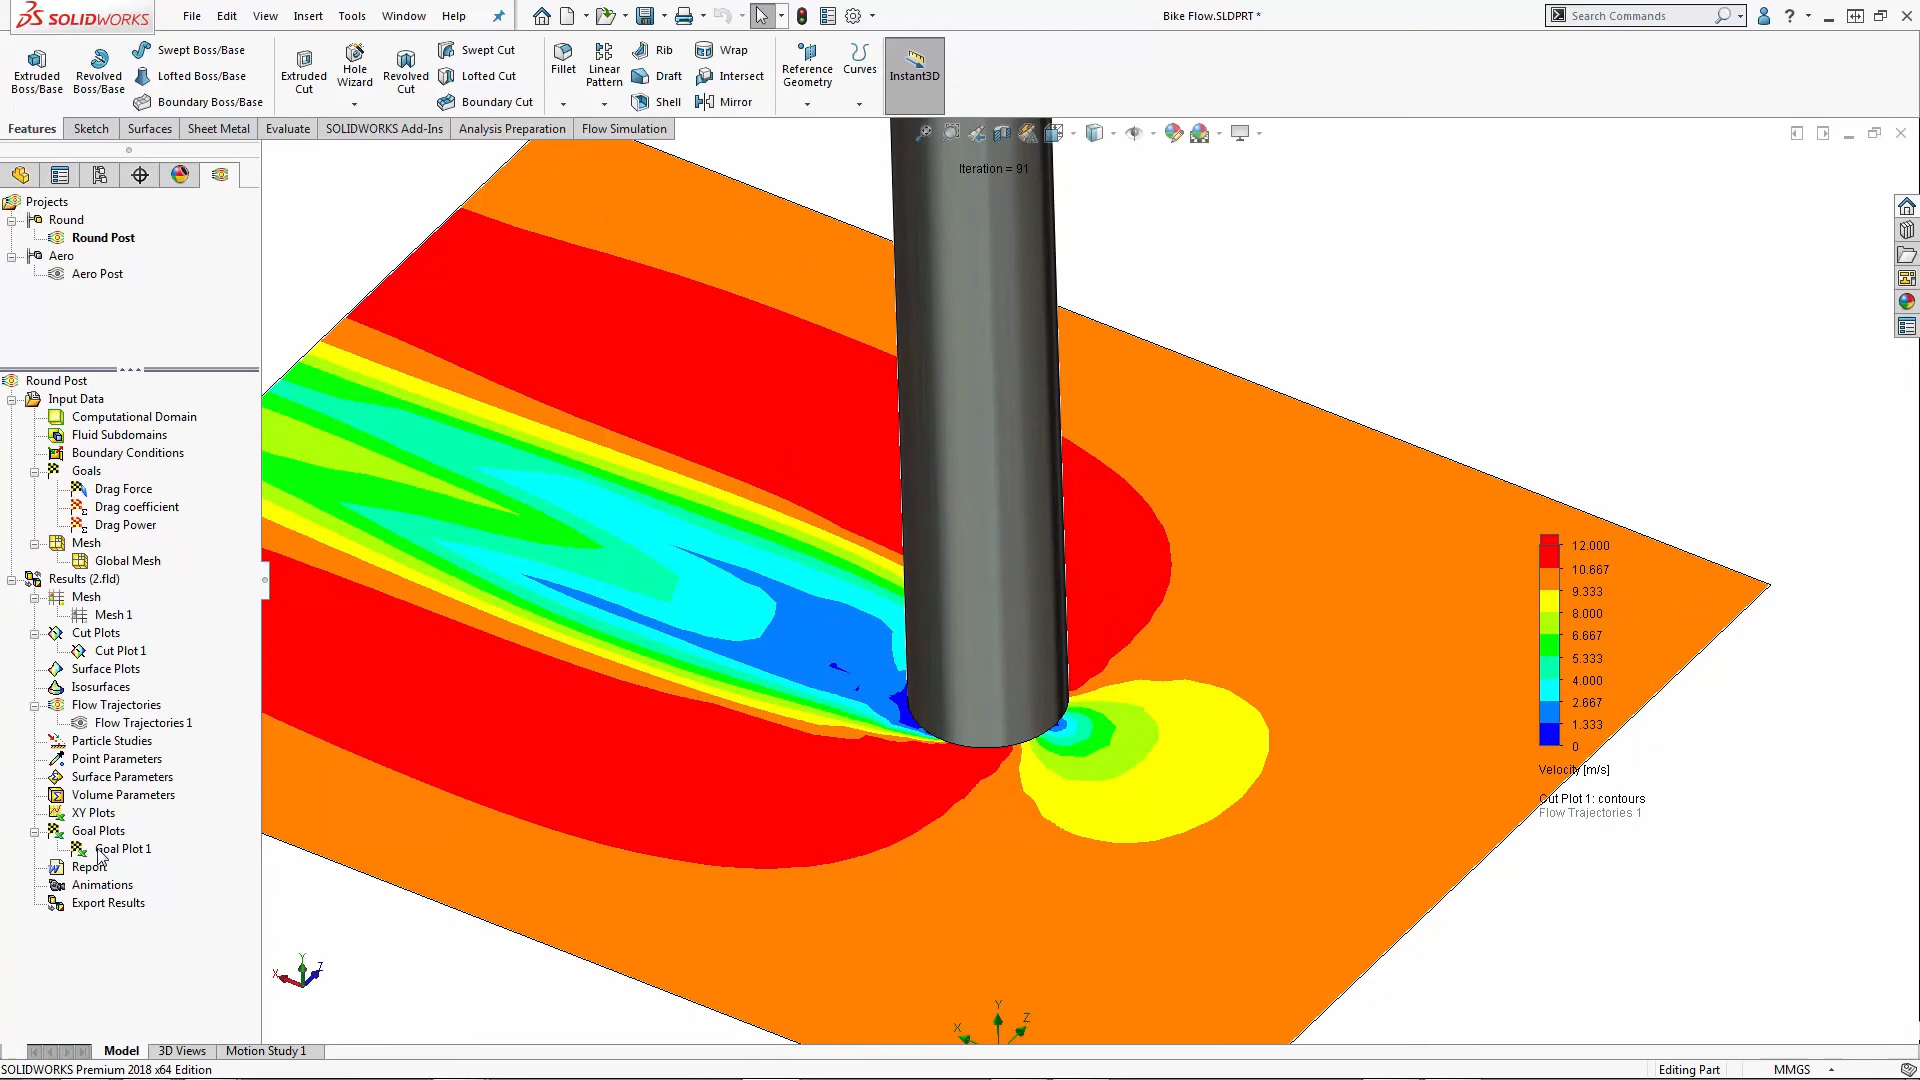 SOLIDWORKS
File Edit View Insert Tools Window Help
Bike Flow.SLDPRT *
Search Commands
Extruded Boss/Base
Revolved Boss/Base
Swept Boss/Base
Lofted Boss/Base
Boundary Boss/Base
Extruded Cut
Hole Wizard
Revolved Cut
Swept Cut
Lofted Cut
Boundary Cut
Fillet
Linear Pattern
Rib
Draft
Shell
Wrap
Intersect
Mirror
Reference Geometry
Curves
Instant3D
Features Sketch Surfaces Sheet Metal Evaluate SOLIDWORKS Add-Ins Analysis Preparation Flow Simulation
Iteration = 91
Projects
Round
Round Post
Aero
Aero Post
Round Post
Input Data
Computational Domain
Fluid Subdomains
Boundary Conditions
Goals
Drag Force
Drag coefficient
Drag Power
Mesh
Global Mesh
Results (2.fld)
Mesh
Mesh 1
Cut Plots
Cut Plot 1
Surface Plots
Isosurfaces
Flow Trajectories
Flow Trajectories 1
Particle Studies
Point Parameters
Surface Parameters
Volume Parameters
XY Plots
Goal Plots
Goal Plot 1
Report
Animations
Export Results
12.000
10.667
9.333
8.000
6.667
5.333
4.000
2.667
1.333
0
Velocity [m/s]
Cut Plot 1: contours
Flow Trajectories 1
Y
X Z
Y
X Z
Model 3D Views Motion Study 1
SOLIDWORKS Premium 2018 x64 Edition
Editing Part
MMGS